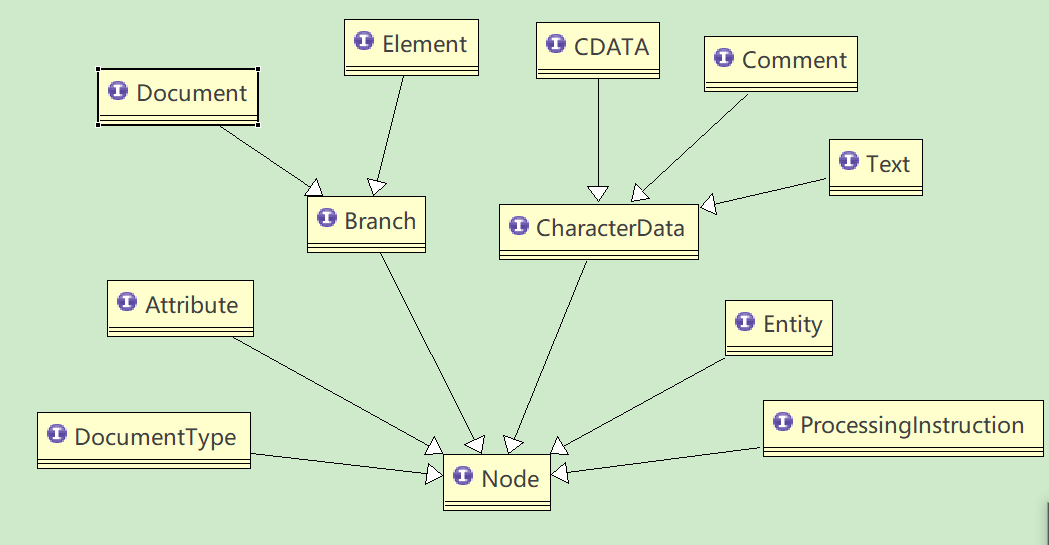 Element
CDATA
Comment
Document
Text
Branch
CharacterData
Attribute
Entity
DocumentType
ProcessingInstruction
Node